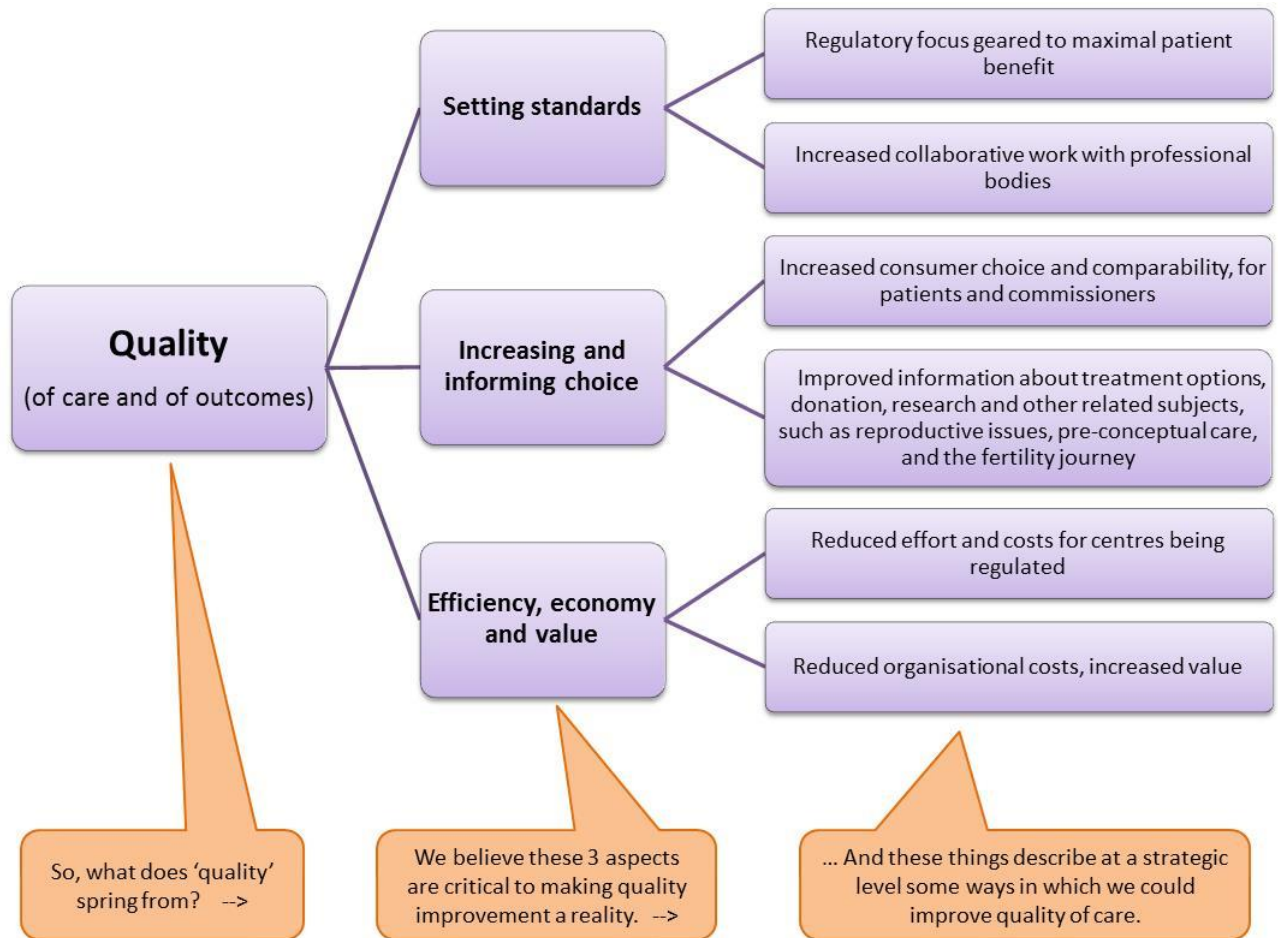 Quality
(of care and of outcomes)
Setting standards
Regulatory focus geared to maximal patient
benefit
Increased collaborative work with professional
bodies
Increasing and
informing choice
Increased consumer choice and comparability, for
patients and commissioners
Improved information about treatment options,
donation, research and other related subjects,
such as reproductive issues, pre-conceptual care,
and the fertility journey
Efficiency, economy
and value
Reduced effort and costs for centres being
regulated
Reduced organisational costs, increased value
So, what does ‘quality’
spring from? -->
We believe these 3 aspects
are critical to making quality
improvement a reality. -->
... And these things describe at a strategic
level some ways in which we could
improve quality of care.